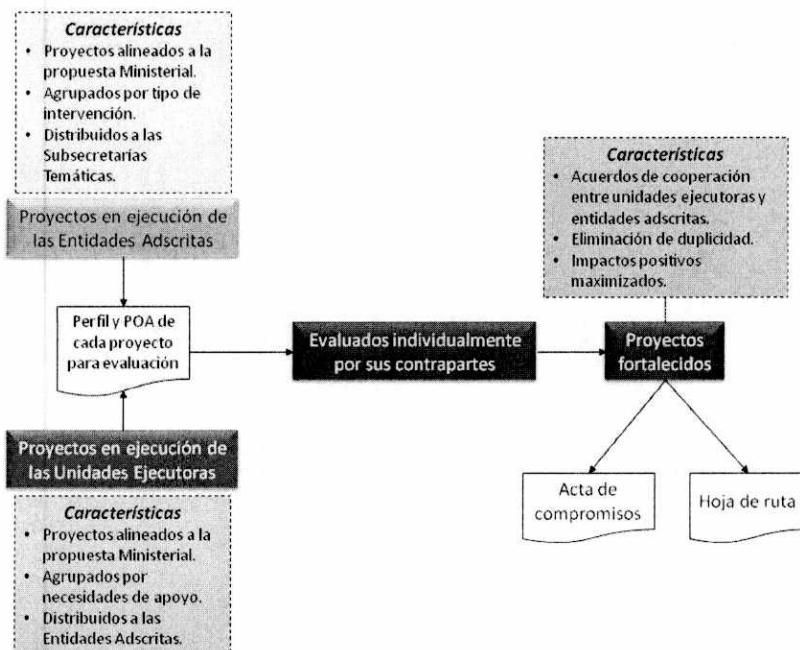 Características
• Proyectos alineados a la
propuesta Ministerial.
• Agrupados por tipo de
intervención.
• Distribuidos a las
Subsecretarías
Temáticas.
Proyectos en ejecución de
las Entidades Adscritas
Perfil y POA de
cada proyecto
para evaluación
Proyectos en ejecución de
las Unidades Ejecutoras
Características
• Proyectos alineados a la
propuesta Ministerial.
• Agrupados por
necesidades de apoyo.
• Distribuidos a las
Entidades Adscritas.
Evaluados individualmente
por sus contrapartes
Características
• Acuerdos de cooperación
entre unidades ejecutoras y
entidades adscritas.
• Eliminación de duplicidad.
• Impactos positivos
maximizados.
Proyectos
fortalecidos
Acta de
compromisos
Hoja de ruta